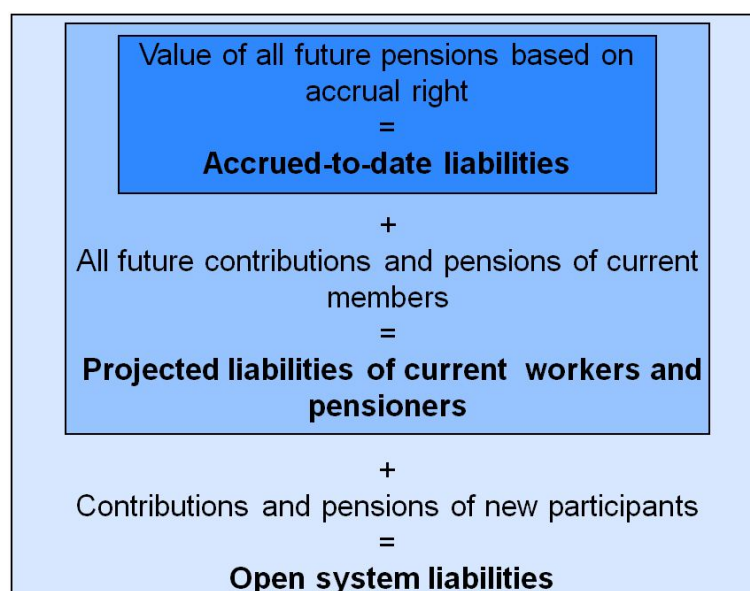 Value of all future pensions based on
accrual right
=
Accrued-to-date liabilities
+
All future contributions and pensions of current
members
=
Projected liabilities of current workers and
pensioners
+
Contributions and pensions of new participants
=
Open system liabilities